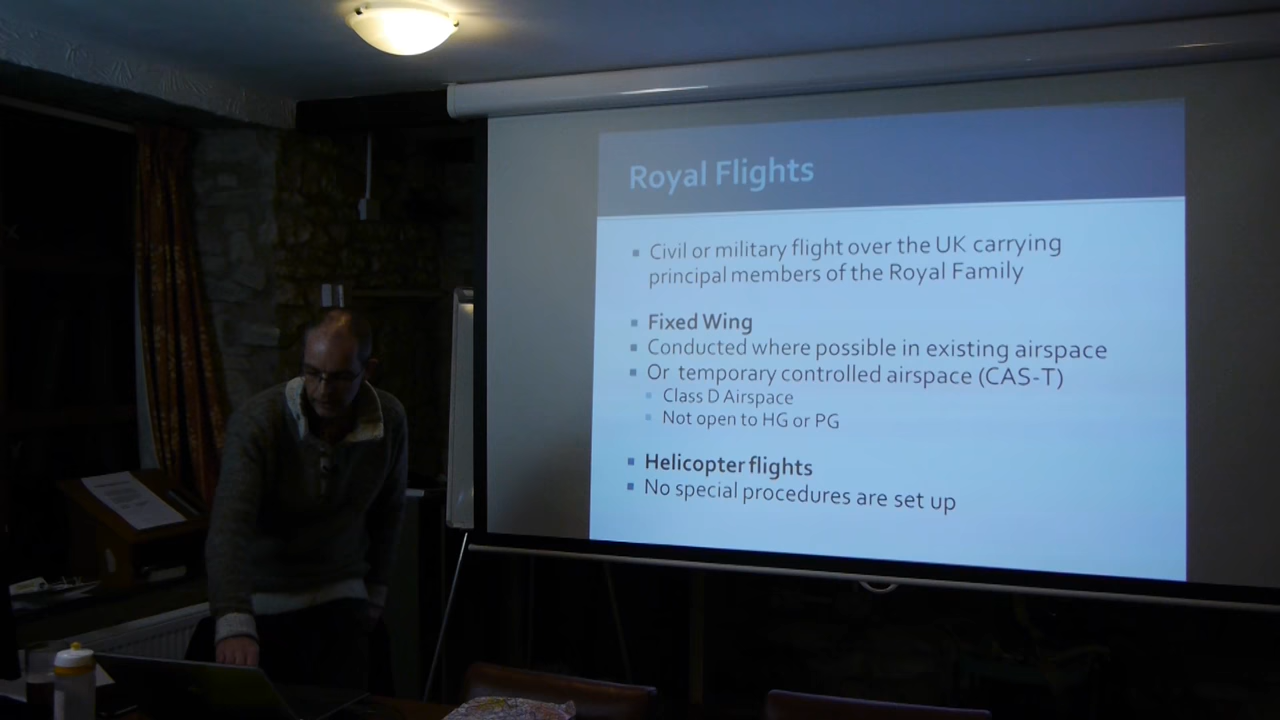 Royal Flights
Civil or military flight over the UK carrying
principal members of the Royal Family
Fixed Wing
Conducted where possible in existing airspace
Or temporary controlled airspace (CAS-T)
Class D Airspace
Not open to HG or PG
Helicopter flights
No special procedures are set up